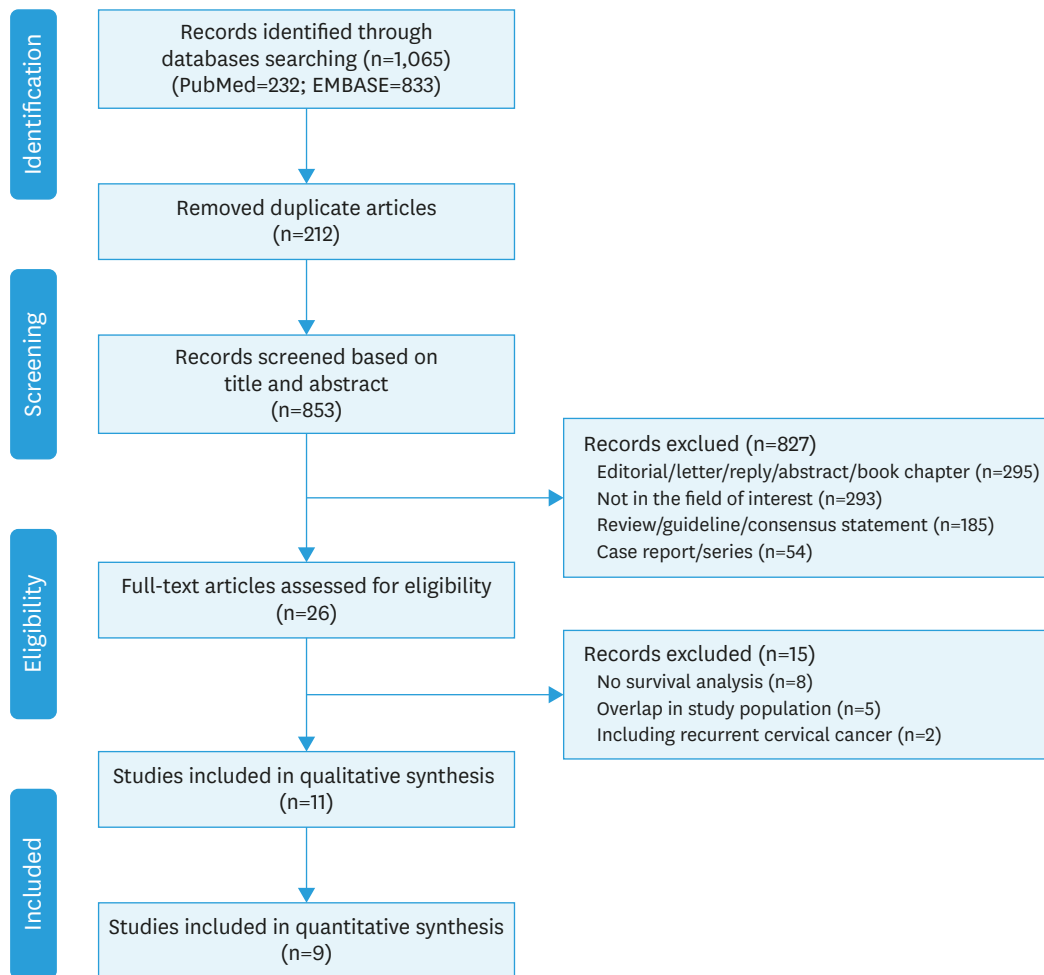 Identification
Records identified through
databases searching (n=1,065)
(PubMed=232; EMBASE=833)
Removed duplicate articles
(n=212)
Screening
Records screened based on
title and abstract
(n=853)
Records exclued (n=827)
Editorial/letter/reply/abstract/book chapter (n=295)
Not in the field of interest (n=293)
Review/guideline/consensus statement (n=185)
Case report/series (n=54)
Eligibility
Full-text articles assessed for eligibility
(n=26)
Records excluded (n=15)
No survival analysis (n=8)
Overlap in study population (n=5)
Including recurrent cervical cancer (n=2)
Included
Studies included in qualitative synthesis
(n=11)
Studies included in quantitative synthesis
(n=9)